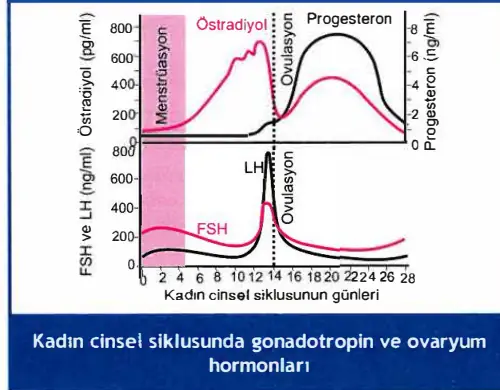 Östradiyol (pg/ml)
800
600
400
200
0
Menstrüasyon
Östradiyol
Ovulasyon
Progesteron
8
6
4
2
0
Progesteron (ng/ml)
FSH ve LH (ng/ml)
800
600
400
200
0
LH
FSH
Ovulasyon
0 2 4 6 8 10 12 14 16 18 20 22 24 26 28
Kadın cinsel siklusunun günleri
Kadın cinsel siklusunda gonadotropin ve ovaryum
hormonları